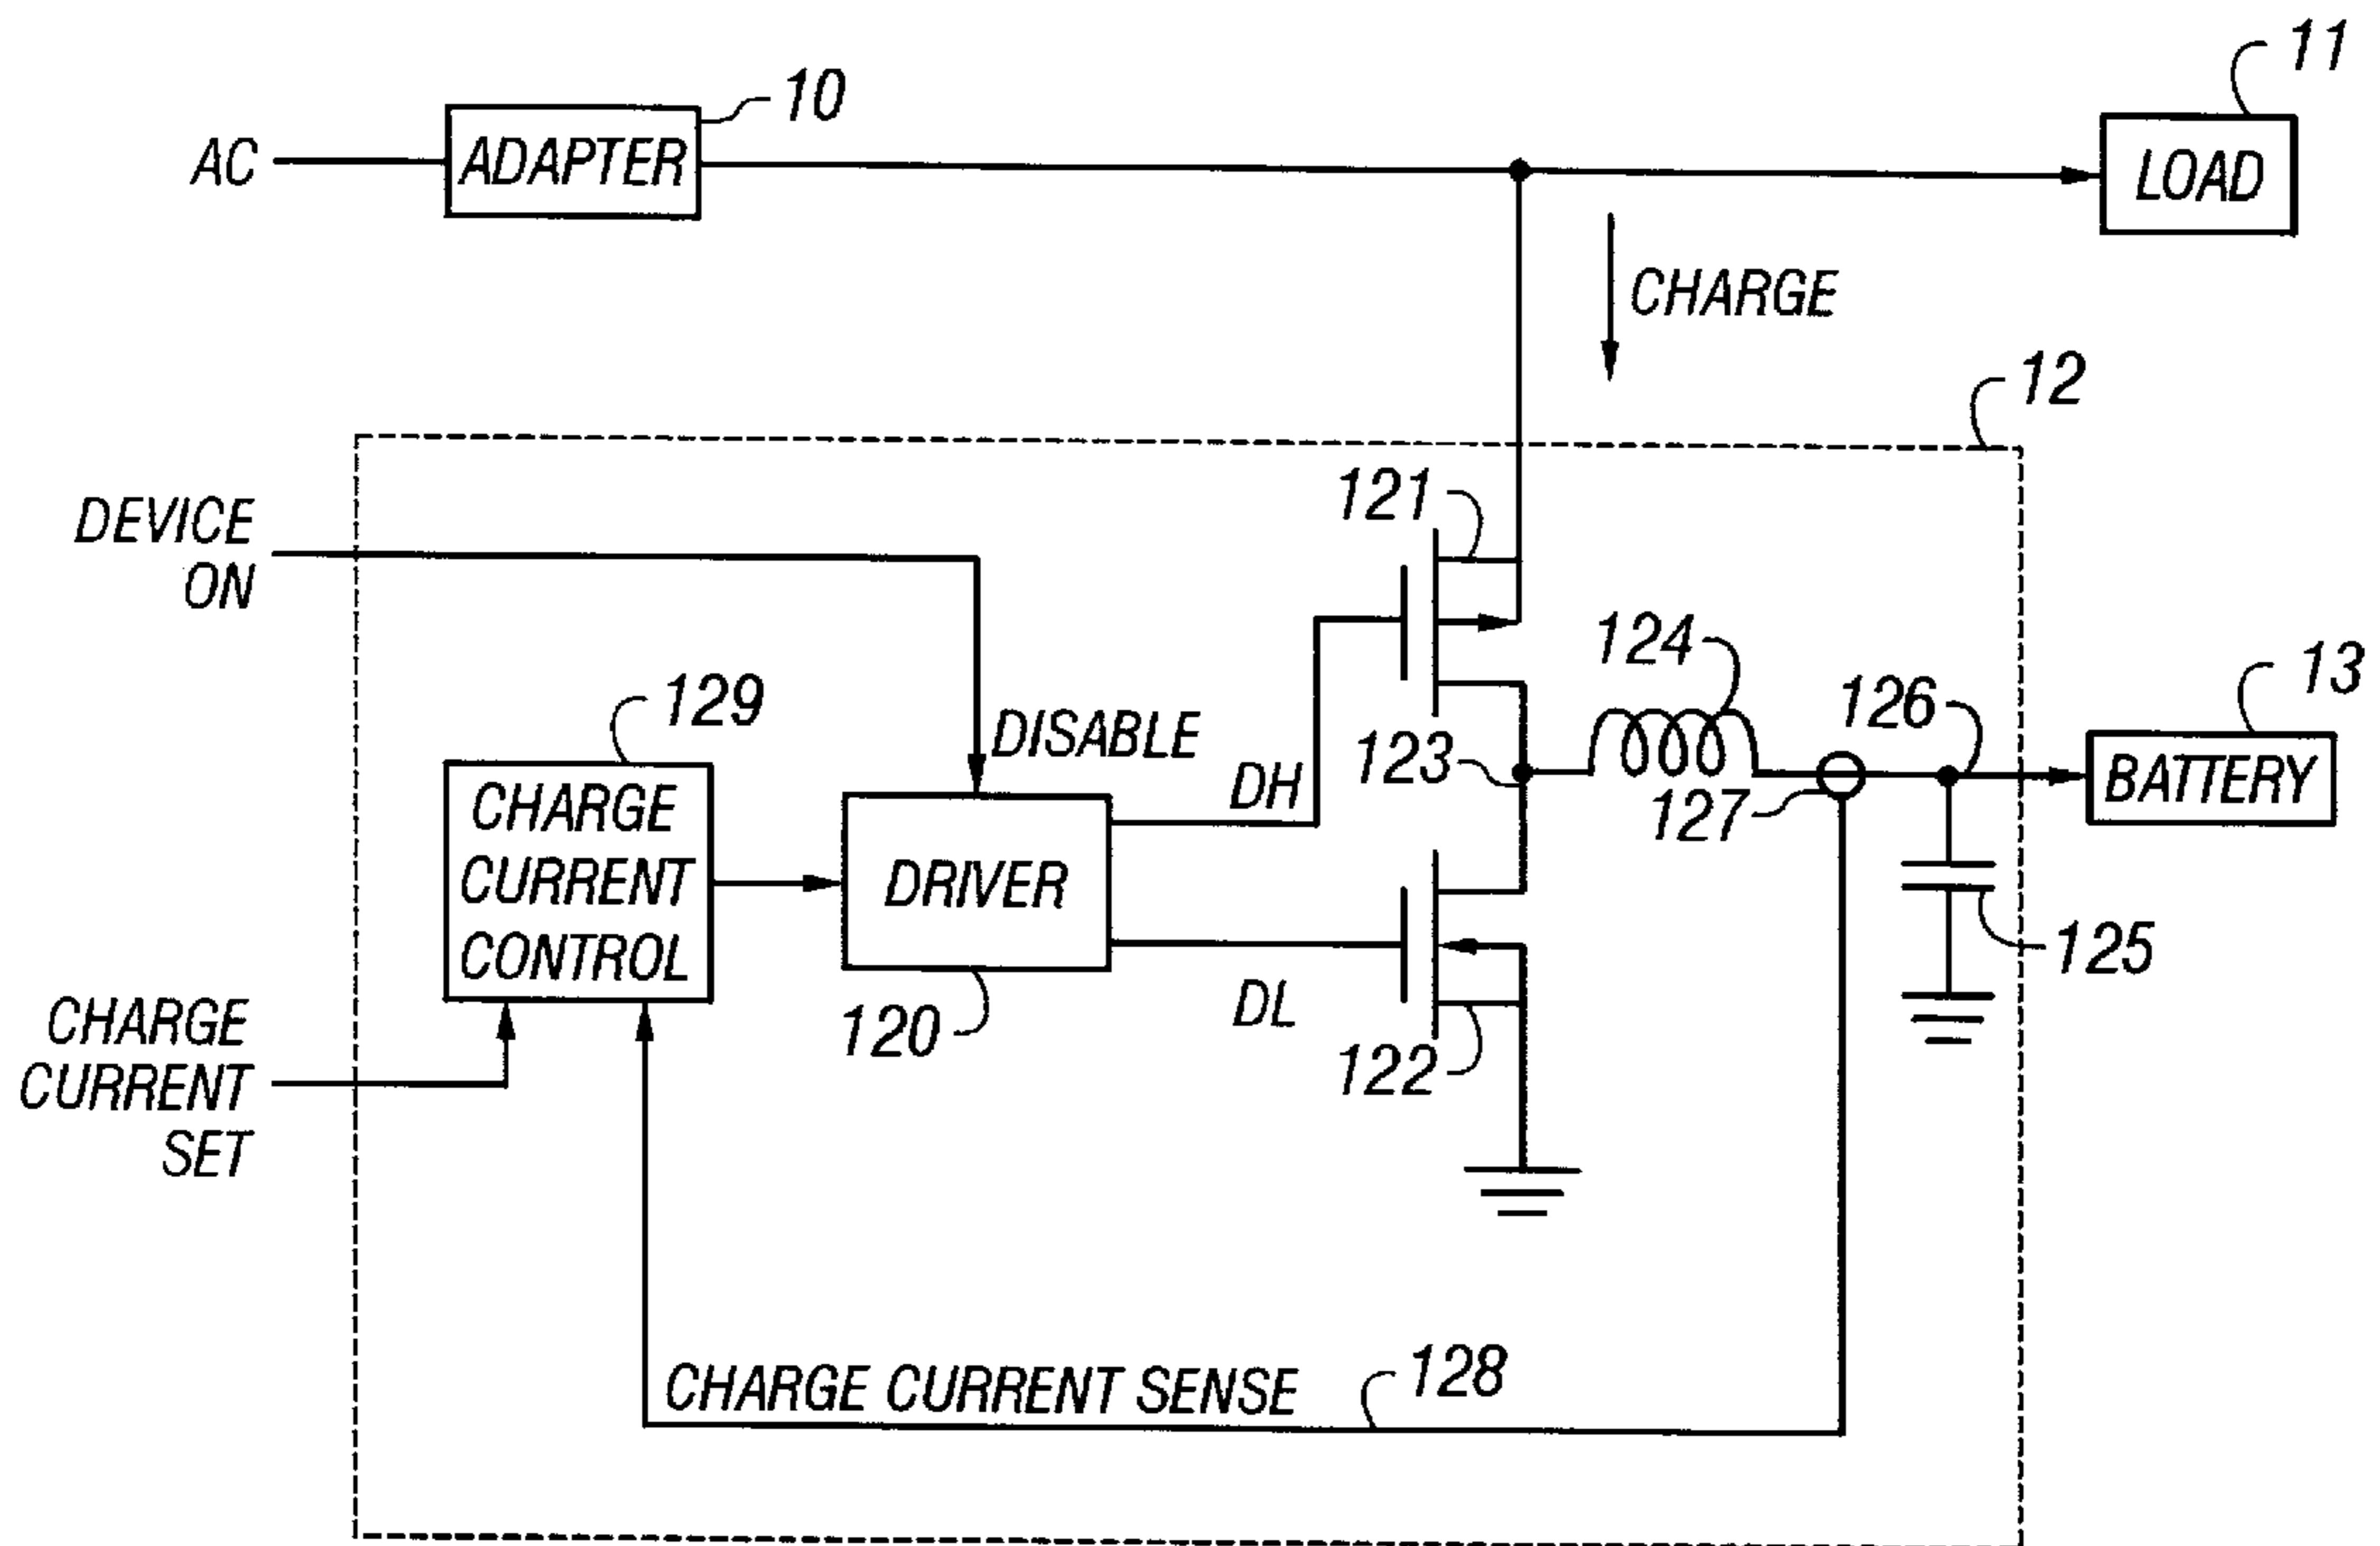 11
10
AC
ADAPTER
LOAD
CHARGE
12
121
DEVICE
ON
124
13
129
126
DISABLE
123
DH
BATTERY
127
CHARGE
CURRENT
CONTROL
DRIVER
125
DL
120
122
CHARGE
CURRENT
SET
CHARGE CURRENT SENSE
128